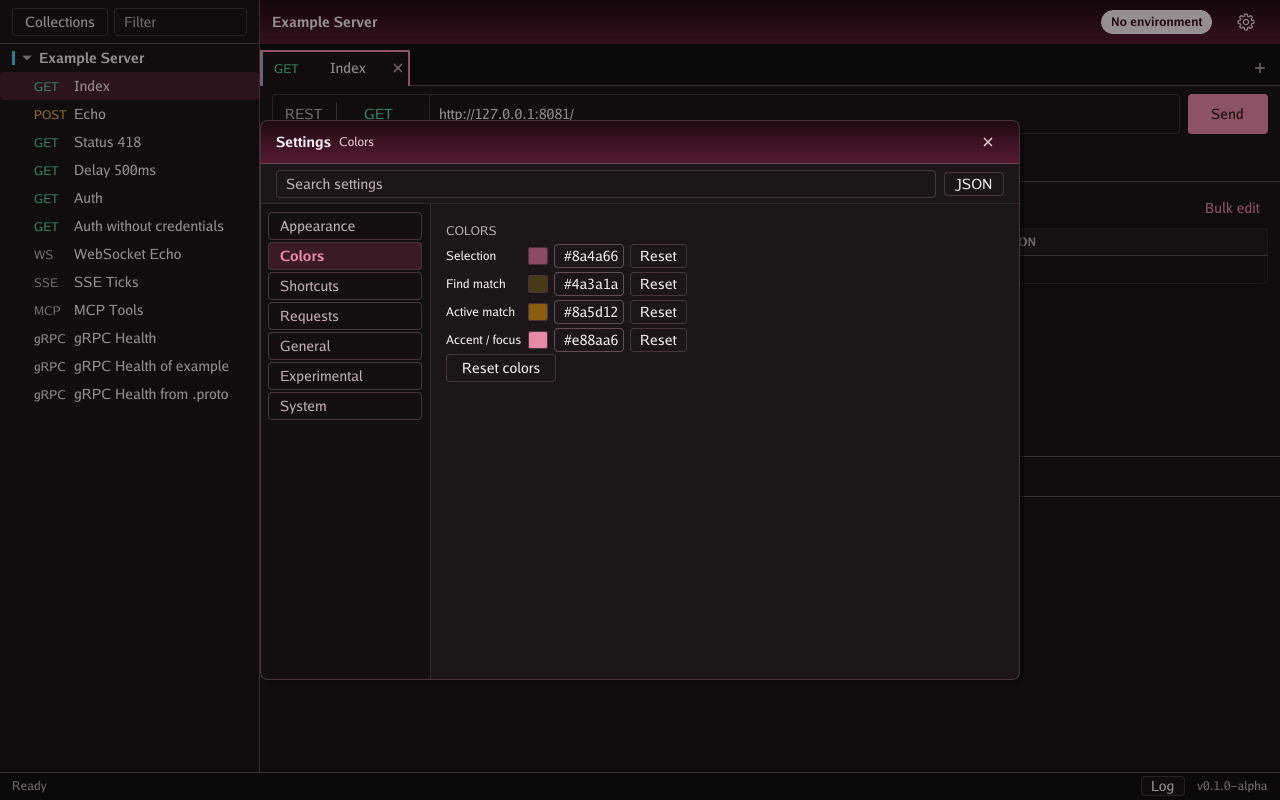 Collections
Filter
Example Server
No environment
Example Server
GET Index
POST Echo
GET Status 418
GET Delay 500ms
GET Auth
GET Auth without credentials
WS WebSocket Echo
SSE SSE Ticks
MCP MCP Tools
gRPC gRPC Health
gRPC gRPC Health of example
gRPC gRPC Health from .proto
GET Index
REST GET http://127.0.0.1:8081/ Send
Bulk edit
Settings Colors
Search settings JSON
Appearance
Colors
Shortcuts
Requests
General
Experimental
System
COLORS
Selection #8a4a66 Reset
Find match #4a3a1a Reset
Active match #8a5d12 Reset
Accent / focus #e88aa6 Reset
Reset colors
Ready
Log v0.1.0-alpha